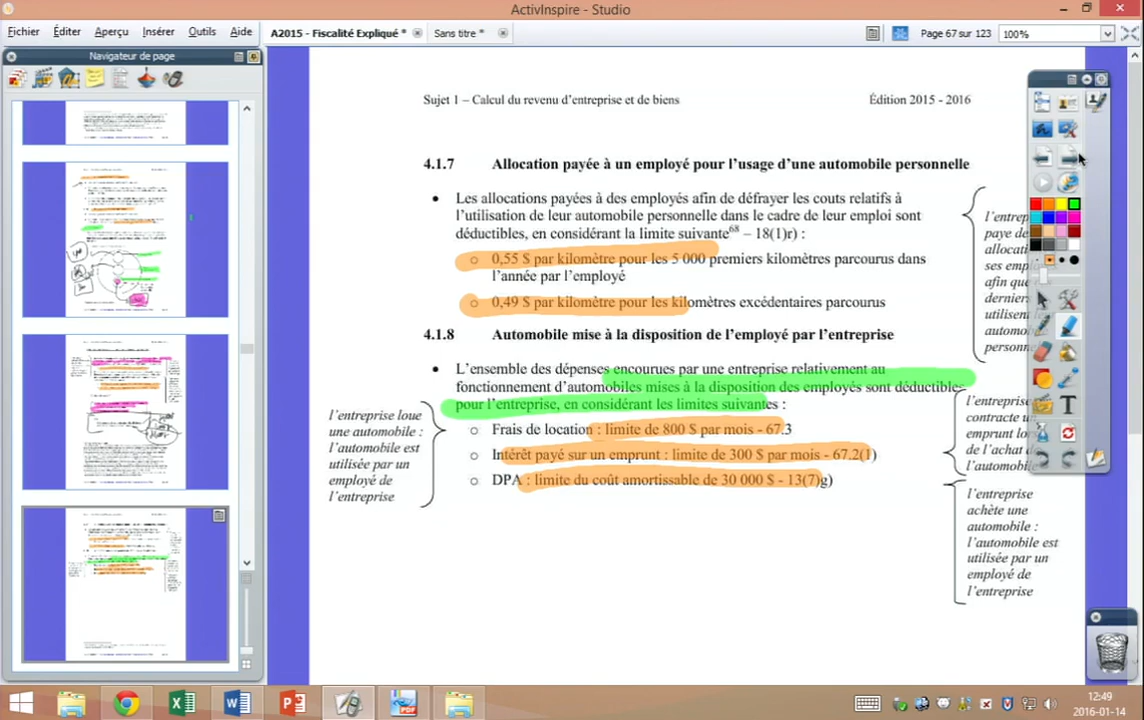 ActivInspire - Studio
Fichier Éditer Aperçu Insérer Outils Aide
A2015 - Fiscalité Expliqué *
Sans titre *
Page 67 sur 123
100%
Navigateur de page
Sujet 1 – Calcul du revenu d'entreprise et de biens
Édition 2015 - 2016
4.1.7 Allocation payée à un employé pour l'usage d'une automobile personnelle
• Les allocations payées à des employés afin de défrayer les couts relatifs à
l'utilisation de leur automobile personnelle dans le cadre de leur emploi sont
déductibles, en considérant la limite suivante68 – 18(1)r) :
o 0,55 $ par kilomètre pour les 5 000 premiers kilomètres parcourus dans
l'année par l'employé
o 0,49 $ par kilomètre pour les kilomètres excédentaires parcourus
l'entrep
paye de
allocati
ses emp
afin que
dernier
utilisent
automo
personn
4.1.8 Automobile mise à la disposition de l'employé par l'entreprise
• L'ensemble des dépenses encourues par une entreprise relativement au
fonctionnement d'automobiles mises à la disposition des employés sont déductibles
pour l'entreprise, en considérant les limites suivantes :
o Frais de location : limite de 800 $ par mois - 67.3
o Intérêt payé sur un emprunt : limite de 300 $ par mois - 67.2(1)
o DPA : limite du coût amortissable de 30 000 $ - 13(7)g)
l'entreprise loue
une automobile :
l'automobile est
utilisée par un
employé de
l'entreprise
l'entreprise
contracte u
emprunt lo
de l'achat d
l'automobil
l'entreprise
achète une
automobile :
l'automobile est
utilisée par un
employé de
l'entreprise
12:49
2016-01-14